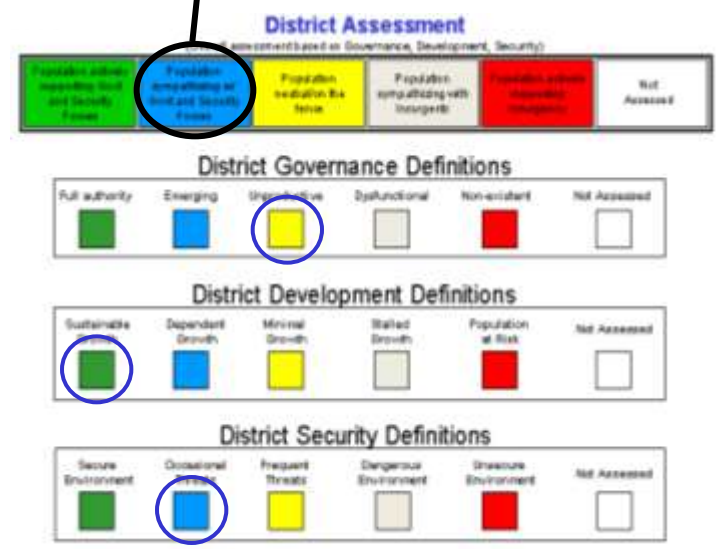 District Assessment
assessment based on Governance, Development, Security)
Population actively supporting Govt and Security Forces
Population sympathizing w/ Govt and Security Forces
Population neutral/on the fence
Population sympathizing with Insurgents
Population actively supporting
Not Assessed
District Governance Definitions
Full authority Emerging Unproductive Dysfunctional Non-existent Not Assessed
District Development Definitions
Sustainable Growth Dependent Growth Minimal Growth Stalled Growth Population at Risk Not Assessed
District Security Definitions
Secure Environment Occasional Threats Frequent Threats Dangerous Environment Unsecure Environment Not Assessed